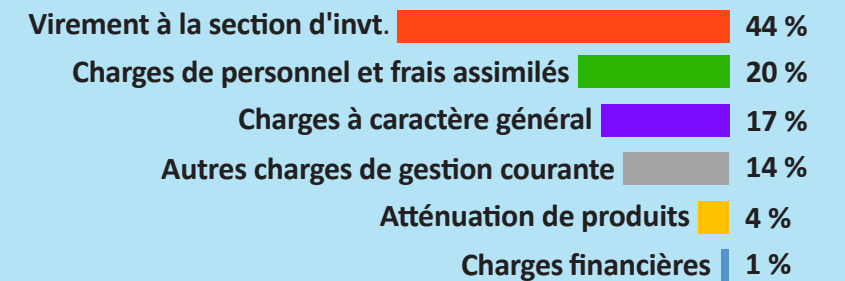 Virement à la section d'invt. 44 %
Charges de personnel et frais assimilés 20 %
Charges à caractère général 17 %
Autres charges de gestion courante 14 %
Atténuation de produits 4 %
Charges financières 1 %